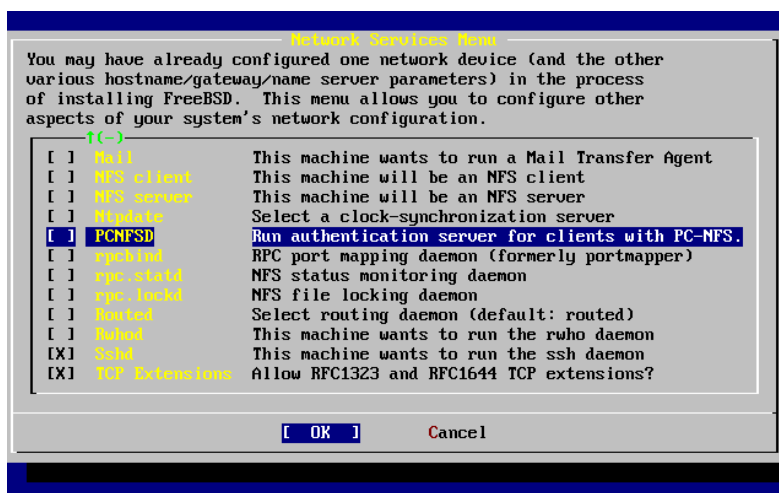 Network Services Menu
You may have already configured one network device (and the other
various hostname/gateway/name server parameters) in the process
of installing FreeBSD.  This menu allows you to configure other
aspects of your system's network configuration.
↑(-)
[ ] Mail This machine wants to run a Mail Transfer Agent
[ ] NFS client This machine will be an NFS client
[ ] NFS server This machine will be an NFS server
[ ] Ntpdate Select a clock-synchronization server
[ ] PCNFSD Run authentication server for clients with PC-NFS.
[ ] rpcbind RPC port mapping daemon (formerly portmapper)
[ ] rpc.statd NFS status monitoring daemon
[ ] rpc.lockd NFS file locking daemon
[ ] Routed Select routing daemon (default: routed)
[ ] Rwhod This machine wants to run the rwho daemon
[X] Sshd This machine wants to run the ssh daemon
[X] TCP Extensions Allow RFC1323 and RFC1644 TCP extensions?
[ OK ] Cancel